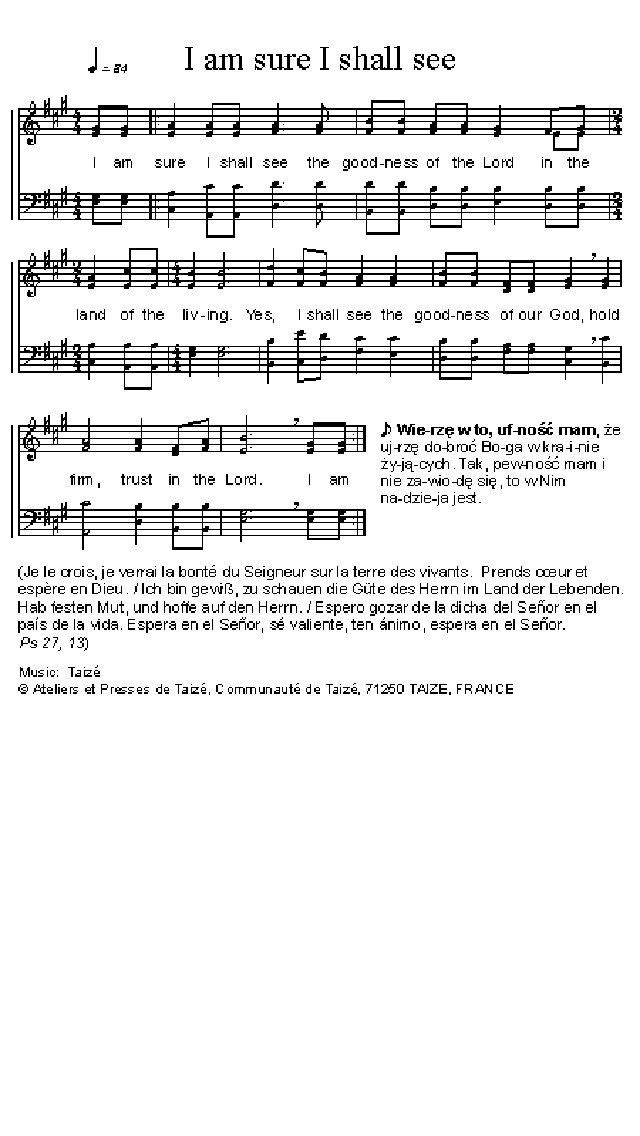 I am sure I shall see
♩ = 84
I am sure I shall see the good-ness of the Lord in the
land of the liv-ing. Yes, I shall see the good-ness of our God, hold
firm, trust in the Lord. I am
♪ Wie-rzę w to, uf-ność mam, że
uj-rzę do-broć Bo-ga w kra-i-nie
ży-ją-cych. Tak, pew-ność mam i
nie za-wio-dę się, to w Nim
na-dzie-ja jest.
(Je le crois, je verrai la bonté du Seigneur sur la terre des vivants. Prends cœur et
espère en Dieu. / Ich bin gewiß, zu schauen die Güte des Herrn im Land der Lebenden.
Hab festen Mut, und hoffe auf den Herrn. / Espero gozar de la dicha del Señor en el
país de la vida. Espera en el Señor, sé valiente, ten ánimo, espera en el Señor.
Ps 27, 13)
Music: Taizé
© Ateliers et Presses de Taizé, Communauté de Taizé, 71250 TAIZE, FRANCE